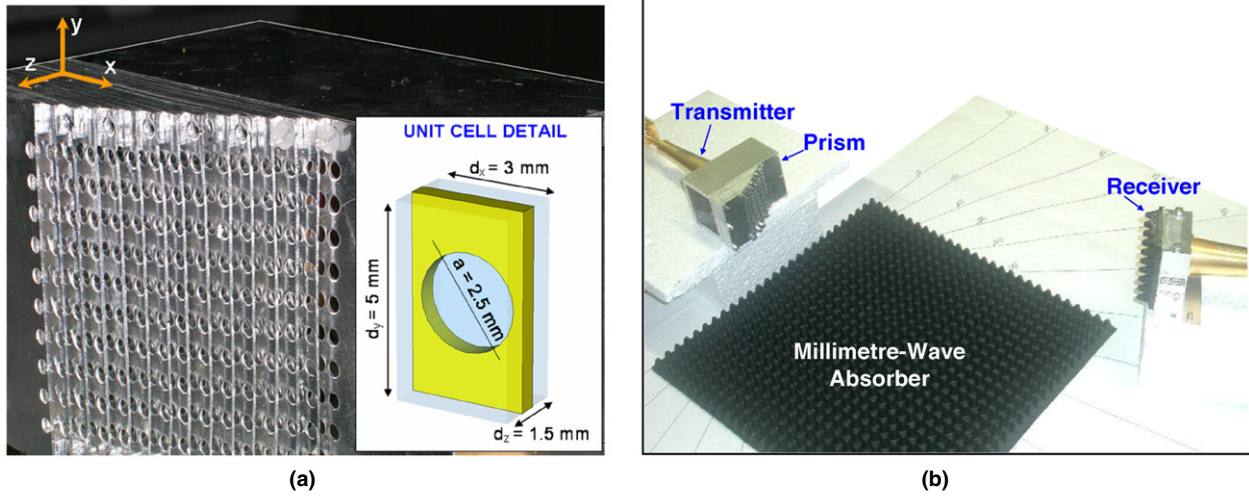 y
z
x
UNIT CELL DETAIL
dx = 3 mm
dy = 5 mm
a = 2.5 mm
dz = 1.5 mm
(a)
Transmitter
Prism
Receiver
Millimetre-Wave
Absorber
(b)